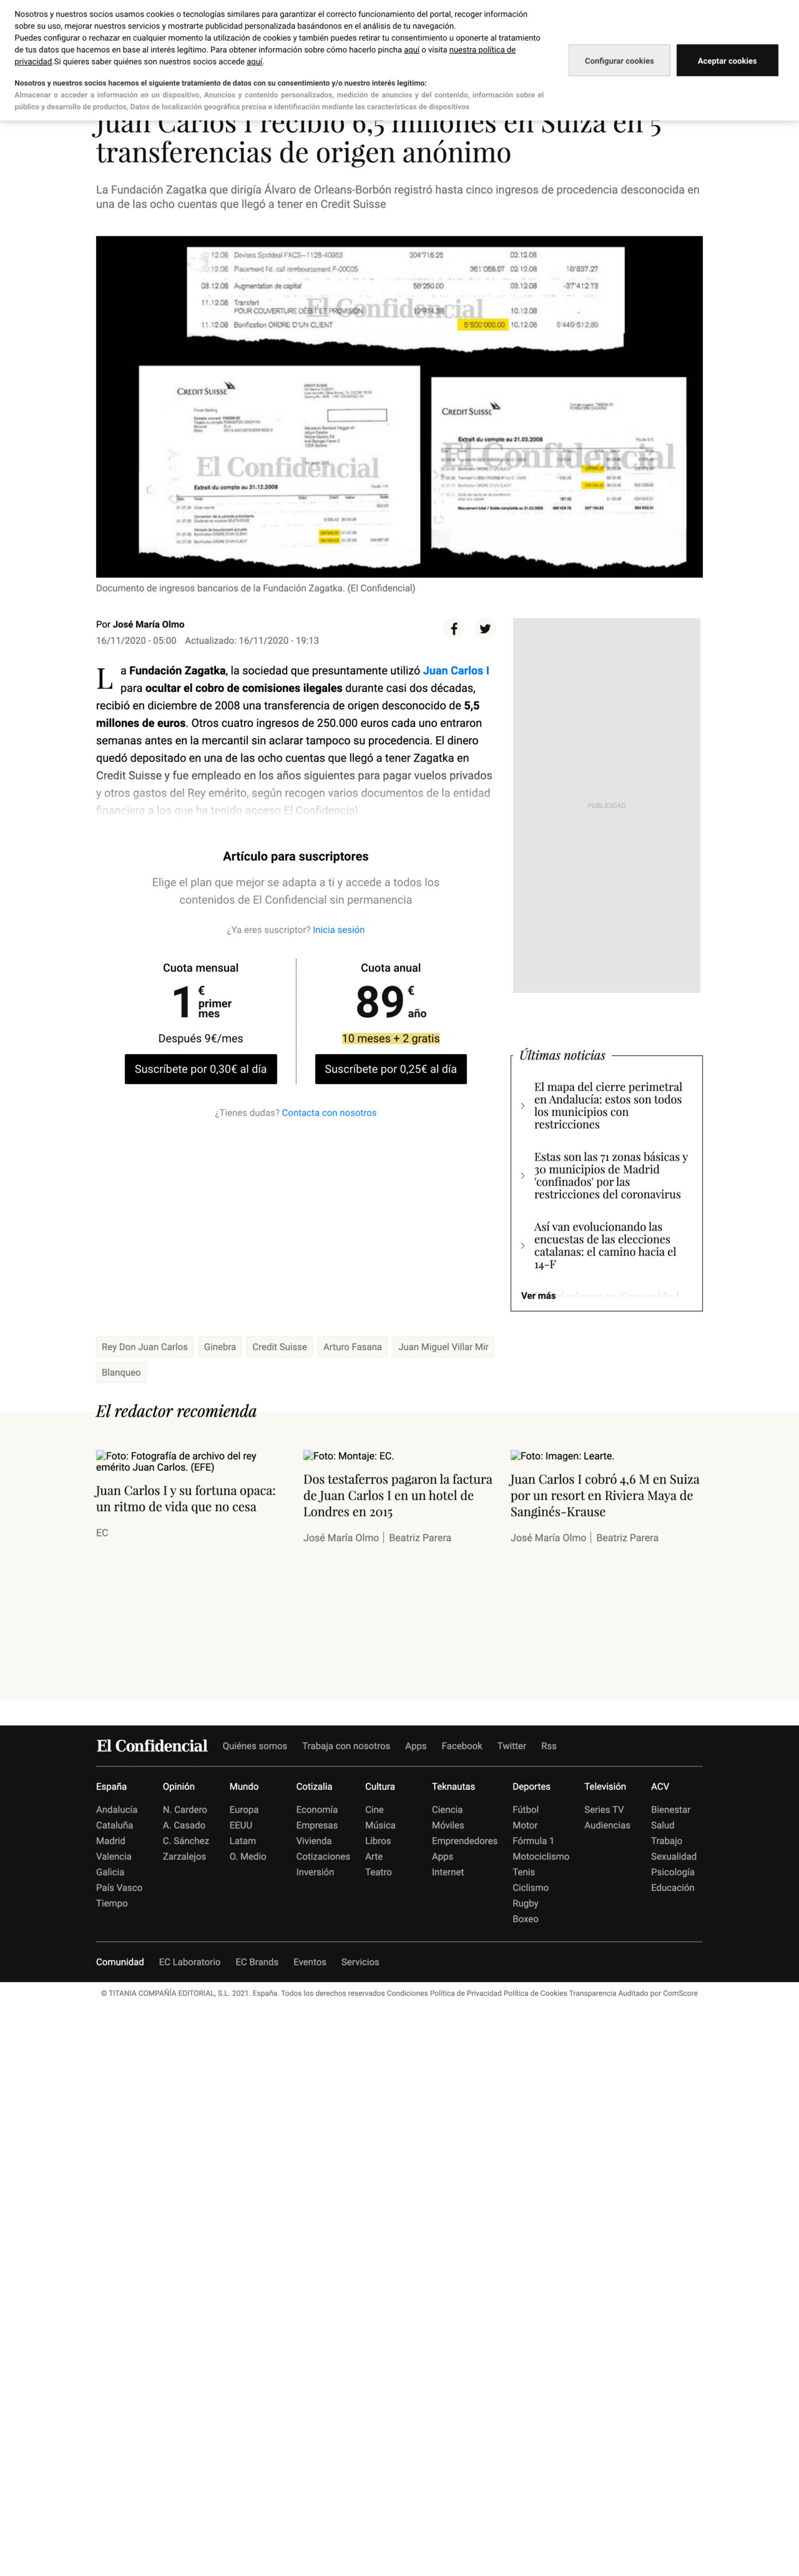 Nosotros y nuestros socios usamos cookies o tecnologías similares para garantizar el correcto funcionamiento del portal, recoger información
sobre su uso, mejorar nuestros servicios y mostrarte publicidad personalizada basándonos en el análisis de tu navegación.
Puedes configurar o rechazar en cualquier momento la utilización de cookies y también puedes retirar tu consentimiento u oponerte al tratamiento
de tus datos que hacemos en base al interés legítimo. Para obtener información sobre cómo hacerlo pincha aquí o visita nuestra política de
privacidad.Si quieres saber quiénes son nuestros socios accede aquí.
Configurar cookies
Aceptar cookies
Nosotros y nuestros socios hacemos el siguiente tratamiento de datos con su consentimiento y/o nuestro interés legítimo:
Almacenar o acceder a información en un dispositivo, Anuncios y contenido personalizados, medición de anuncios y del contenido, información sobre el
público y desarrollo de productos, Datos de localización geográfica precisa e identificación mediante las características de dispositivos
Juan Carlos I recibió 6,5 millones en Suiza en 5
transferencias de origen anónimo
La Fundación Zagatka que dirigía Álvaro de Orleans-Borbón registró hasta cinco ingresos de procedencia desconocida en
una de las ocho cuentas que llegó a tener en Credit Suisse
12.08 Devises Spotdeal FXCS-1128-40953 204'716.25 02.12.08
12.08 Placement Fd. call remboursement F-00005 361'068.67 02.12.08 18'837.27
03.12.08 Augmentation de capital 56'250.00 03.12.08 -37'412.73
11.12.08 Transfert
POUR COUVERTURE DEBIT ET PROVISION 12'974.38
11.12.08 Bonification ORDRE D'UN CLIENT 5'500'000.00 10.12.08 5'449'512.89
El Confidencial
CREDIT SUISSE
Extrait du compte au 31.12.2008
El Confidencial
CREDIT SUISSE
Extrait du compte au 31.03.2008
El Confidencial
Documento de ingresos bancarios de la Fundación Zagatka. (El Confidencial)
Por José María Olmo
16/11/2020 - 05:00 Actualizado: 16/11/2020 - 19:13
La Fundación Zagatka, la sociedad que presuntamente utilizó Juan Carlos I
para ocultar el cobro de comisiones ilegales durante casi dos décadas,
recibió en diciembre de 2008 una transferencia de origen desconocido de 5,5
millones de euros. Otros cuatro ingresos de 250.000 euros cada uno entraron
semanas antes en la mercantil sin aclarar tampoco su procedencia. El dinero
quedó depositado en una de las ocho cuentas que llegó a tener Zagatka en
Credit Suisse y fue empleado en los años siguientes para pagar vuelos privados
y otros gastos del Rey emérito, según recogen varios documentos de la entidad
financiera a los que ha tenido acceso El Confidencial.
PUBLICIDAD
Artículo para suscriptores
Elige el plan que mejor se adapta a ti y accede a todos los
contenidos de El Confidencial sin permanencia
¿Ya eres suscriptor? Inicia sesión
Cuota mensual
1 € primer mes
Después 9€/mes
Suscríbete por 0,30€ al día
Cuota anual
89 € año
10 meses + 2 gratis
Suscríbete por 0,25€ al día
¿Tienes dudas? Contacta con nosotros
Últimas noticias
El mapa del cierre perimetral
en Andalucía: estos son todos
los municipios con
restricciones
Estas son las 71 zonas básicas y
30 municipios de Madrid
'confinados' por las
restricciones del coronavirus
Así van evolucionando las
encuestas de las elecciones
catalanas: el camino hacia el
14-F
Ver más
Rey Don Juan Carlos Ginebra Credit Suisse Arturo Fasana Juan Miguel Villar Mir
Blanqueo
El redactor recomienda
Foto: Fotografía de archivo del rey
emérito Juan Carlos. (EFE)
Juan Carlos I y su fortuna opaca:
un ritmo de vida que no cesa
EC
Foto: Montaje: EC.
Dos testaferros pagaron la factura
de Juan Carlos I en un hotel de
Londres en 2015
José María Olmo | Beatriz Parera
Foto: Imagen: Learte.
Juan Carlos I cobró 4,6 M en Suiza
por un resort en Riviera Maya de
Sanginés-Krause
José María Olmo | Beatriz Parera
El Confidencial Quiénes somos Trabaja con nosotros Apps Facebook Twitter Rss
España Opinión Mundo Cotizalia Cultura Teknautas Deportes Televisión ACV
Andalucía N. Cardero Europa Economía Cine Ciencia Fútbol Series TV Bienestar
Cataluña A. Casado EEUU Empresas Música Móviles Motor Audiencias Salud
Madrid C. Sánchez Latam Vivienda Libros Emprendedores Fórmula 1 Trabajo
Valencia Zarzalejos O. Medio Cotizaciones Arte Apps Motociclismo Sexualidad
Galicia Inversión Teatro Internet Tenis Psicología
País Vasco Ciclismo Educación
Tiempo Rugby
Boxeo
Comunidad EC Laboratorio EC Brands Eventos Servicios
© TITANIA COMPAÑÍA EDITORIAL, S.L. 2021. España. Todos los derechos reservados Condiciones Política de Privacidad Política de Cookies Transparencia Auditado por ComScore